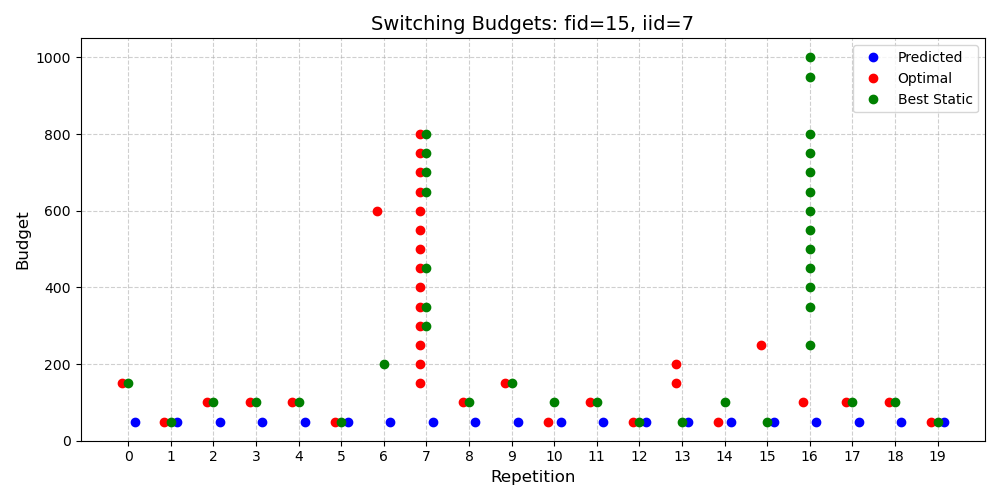 Switching Budgets: fid=15, iid=7
Predicted
Optimal
Best Static
Budget
1000
800
600
400
200
0
0 1 2 3 4 5 6 7 8 9 10 11 12 13 14 15 16 17 18 19
Repetition